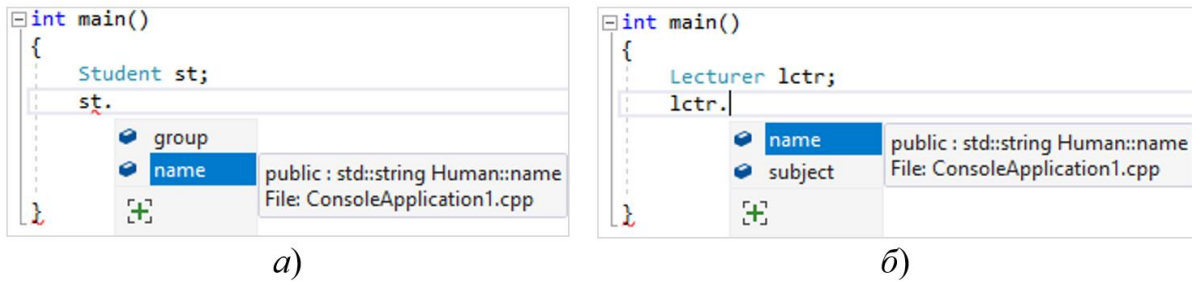 int main()
{
Student st;
st.
group
name
public : std::string Human::name
File: ConsoleApplication1.cpp
}
а)
int main()
{
Lecturer lctr;
lctr.
name
public : std::string Human::name
subject
File: ConsoleApplication1.cpp
}
б)